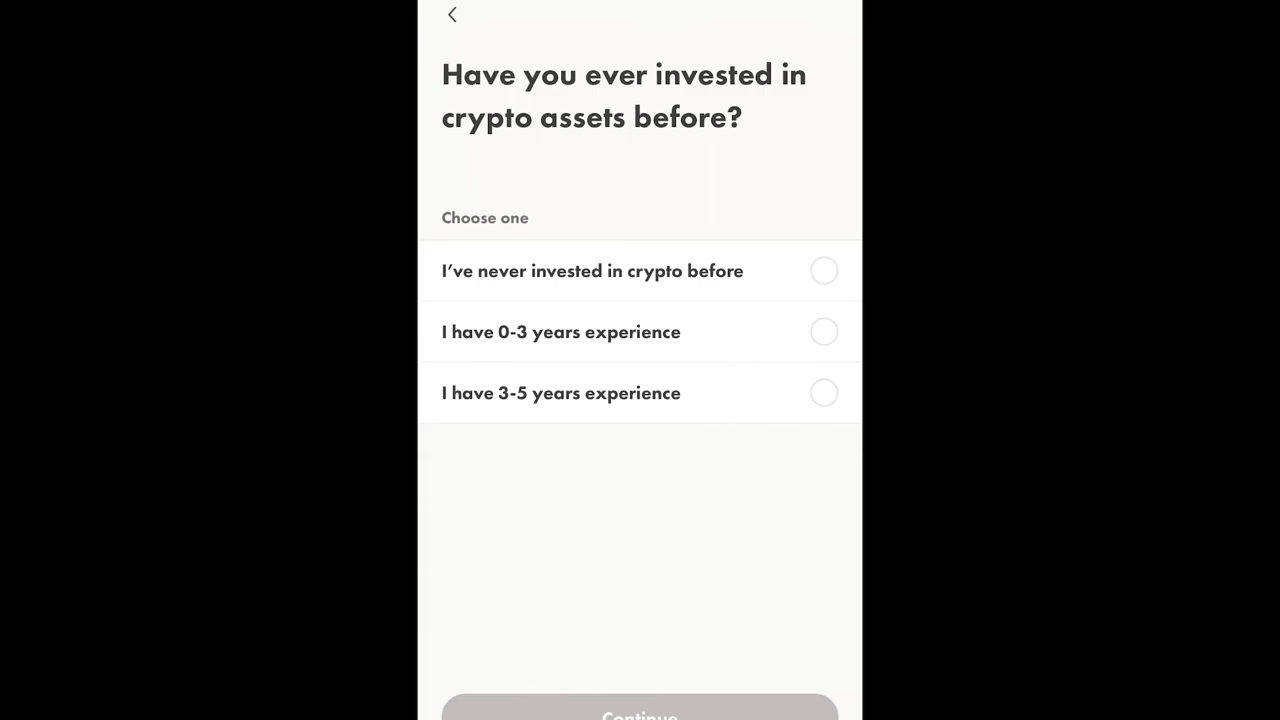 Have you ever invested in
crypto assets before?
Choose one
I’ve never invested in crypto before
I have 0-3 years experience
I have 3-5 years experience
Continue